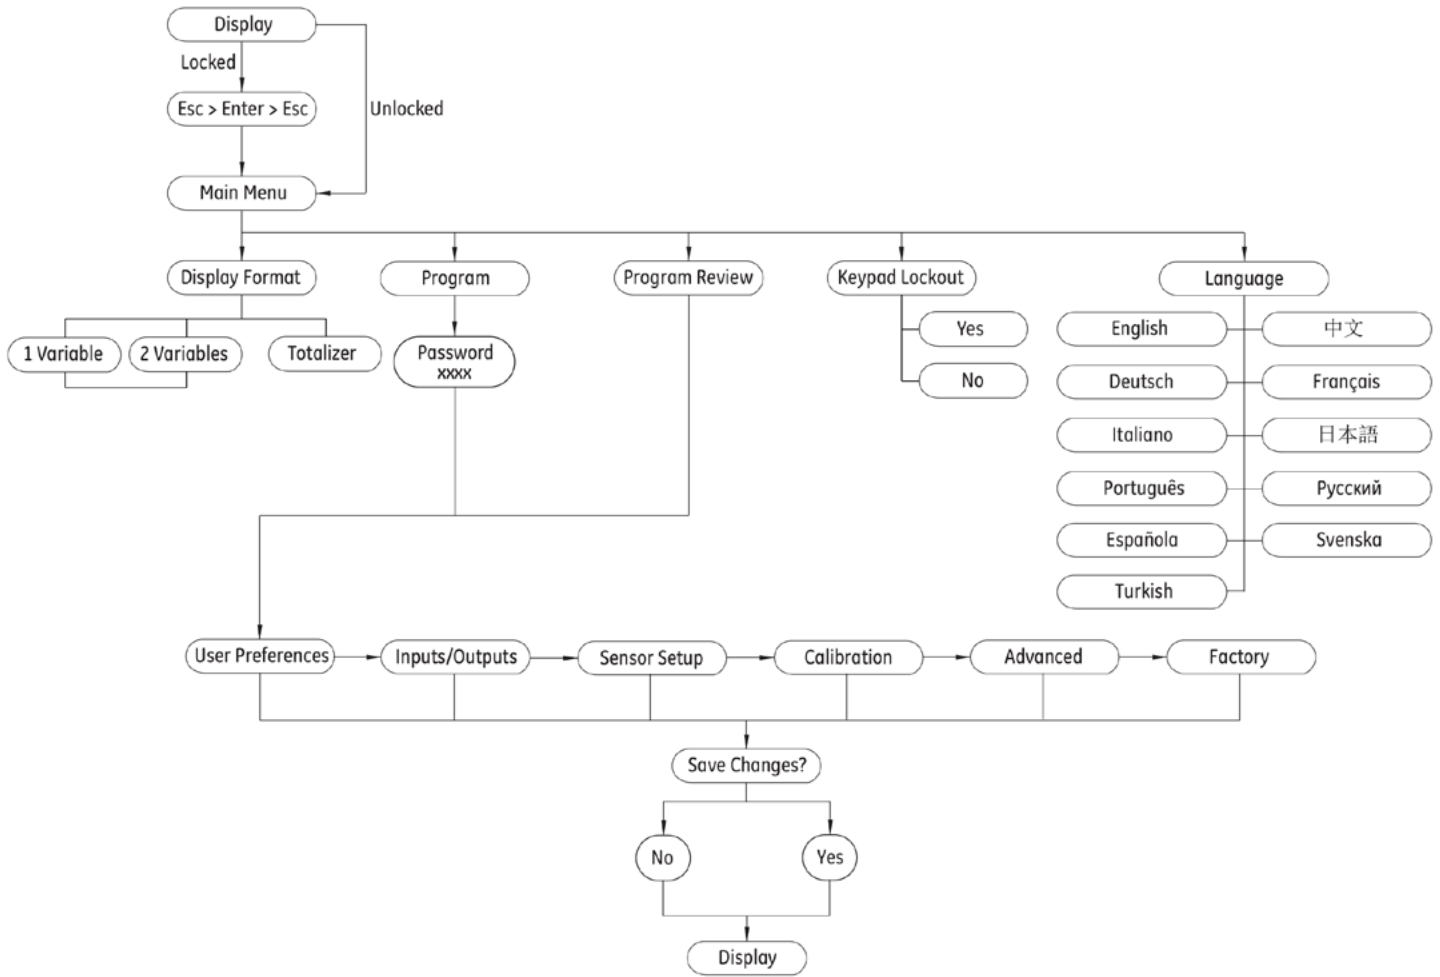 Display
Locked
Esc > Enter > Esc
Unlocked
Main Menu
Display Format
Program
Program Review
Keypad Lockout
Language
1 Variable
2 Variables
Totalizer
Password
xxxx
Yes
No
English
中文
Deutsch
Français
Italiano
日本語
Português
Русский
Española
Svenska
Turkish
User Preferences
Inputs/Outputs
Sensor Setup
Calibration
Advanced
Factory
Save Changes?
No
Yes
Display